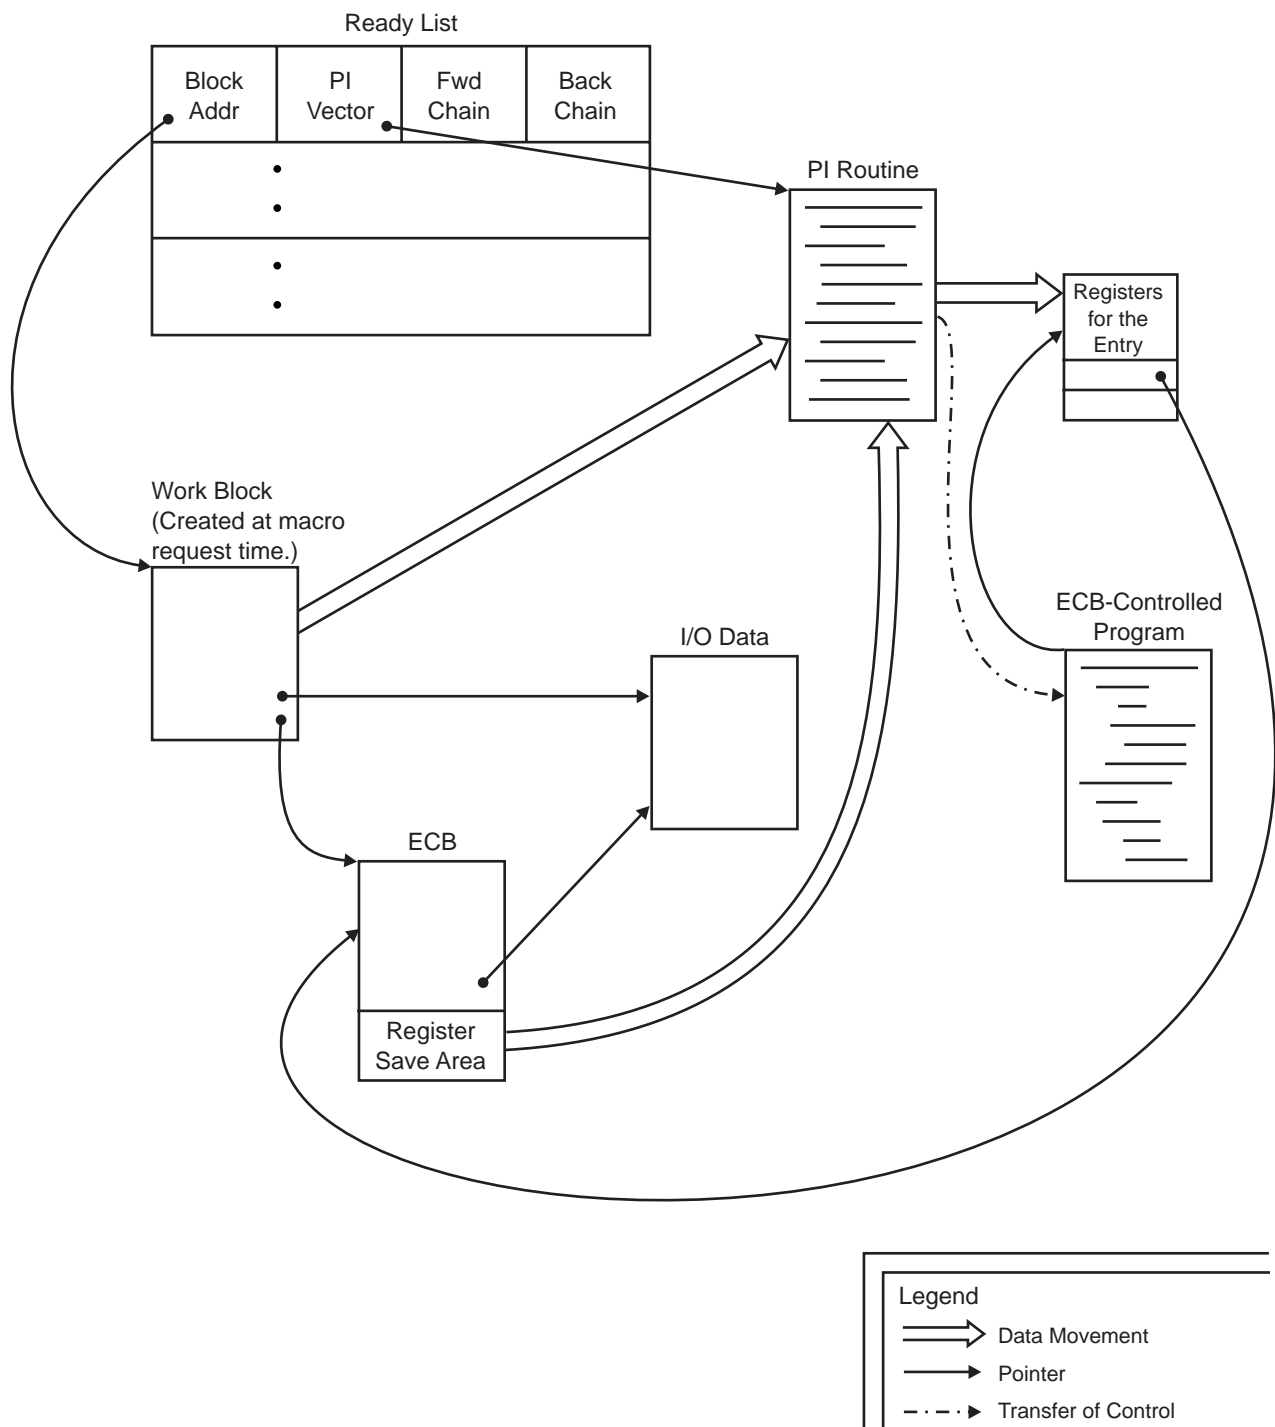 Ready List
Block
Addr
PI
Vector
Fwd
Chain
Back
Chain
PI Routine
Registers
for the
Entry
Work Block
(Created at macro
request time.)
ECB-Controlled
Program
I/O Data
ECB
Register
Save Area
Legend
Data Movement
Pointer
Transfer of Control